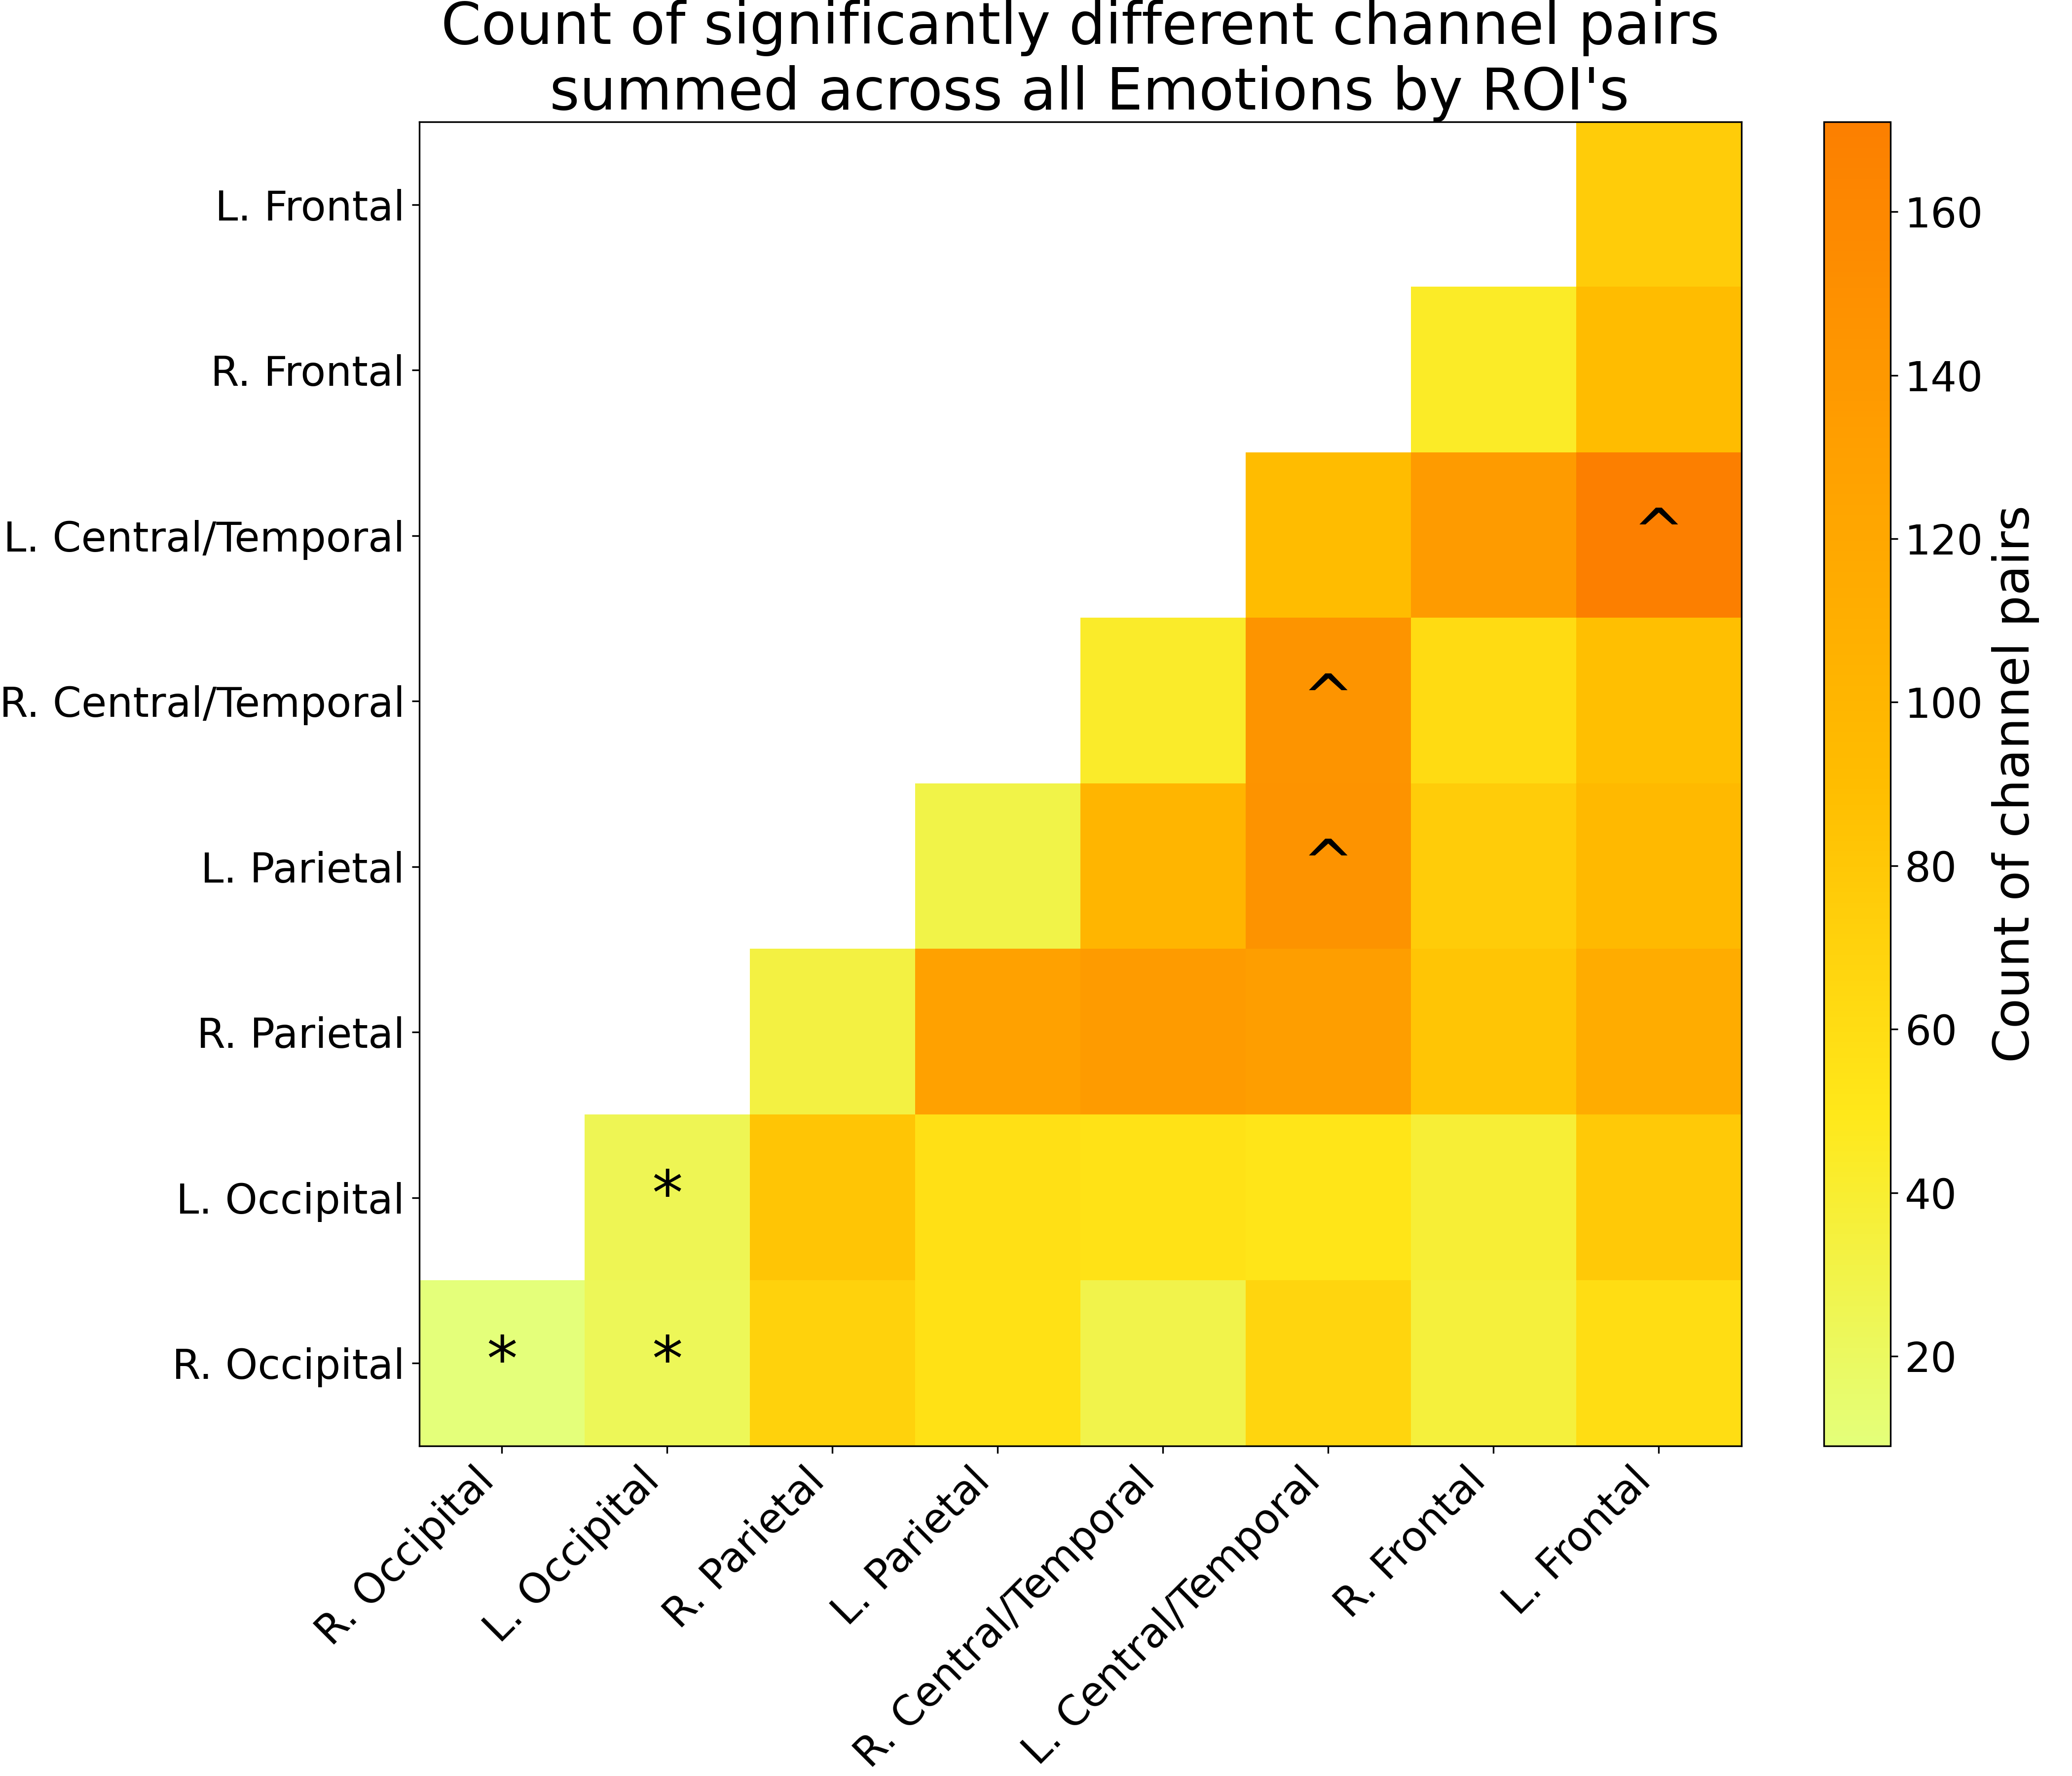 Count of significantly different channel pairs
summed across all Emotions by ROI's
L. Frontal
R. Frontal
L. Central/Temporal
^
R. Central/Temporal
^
L. Parietal
^
R. Parietal
L. Occipital
*
R. Occipital
* *
R. Occipital
L. Occipital
R. Parietal
L. Parietal
R. Central/Temporal
L. Central/Temporal
R. Frontal
L. Frontal
160
140
120
100
80
60
40
20
Count of channel pairs